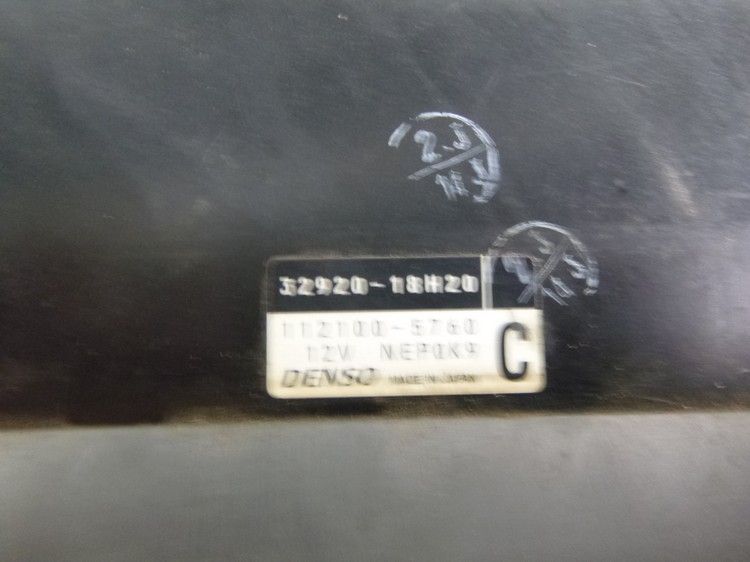 32920-18H20
112100-5760
12V NEP0K9
C
DENSO MADE IN JAPAN